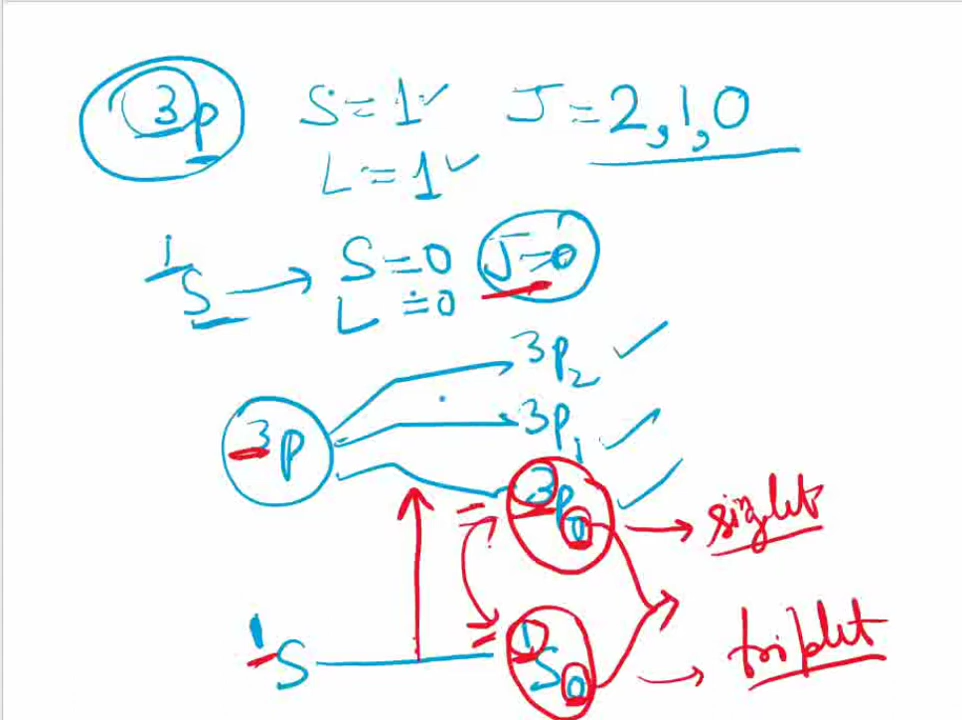 3p S=1 J=2,1,0
L=1
1S → S=0 J=0
L=0
3p2
3p1
3p
3p0 → singlet
1S 1S0 → triplet